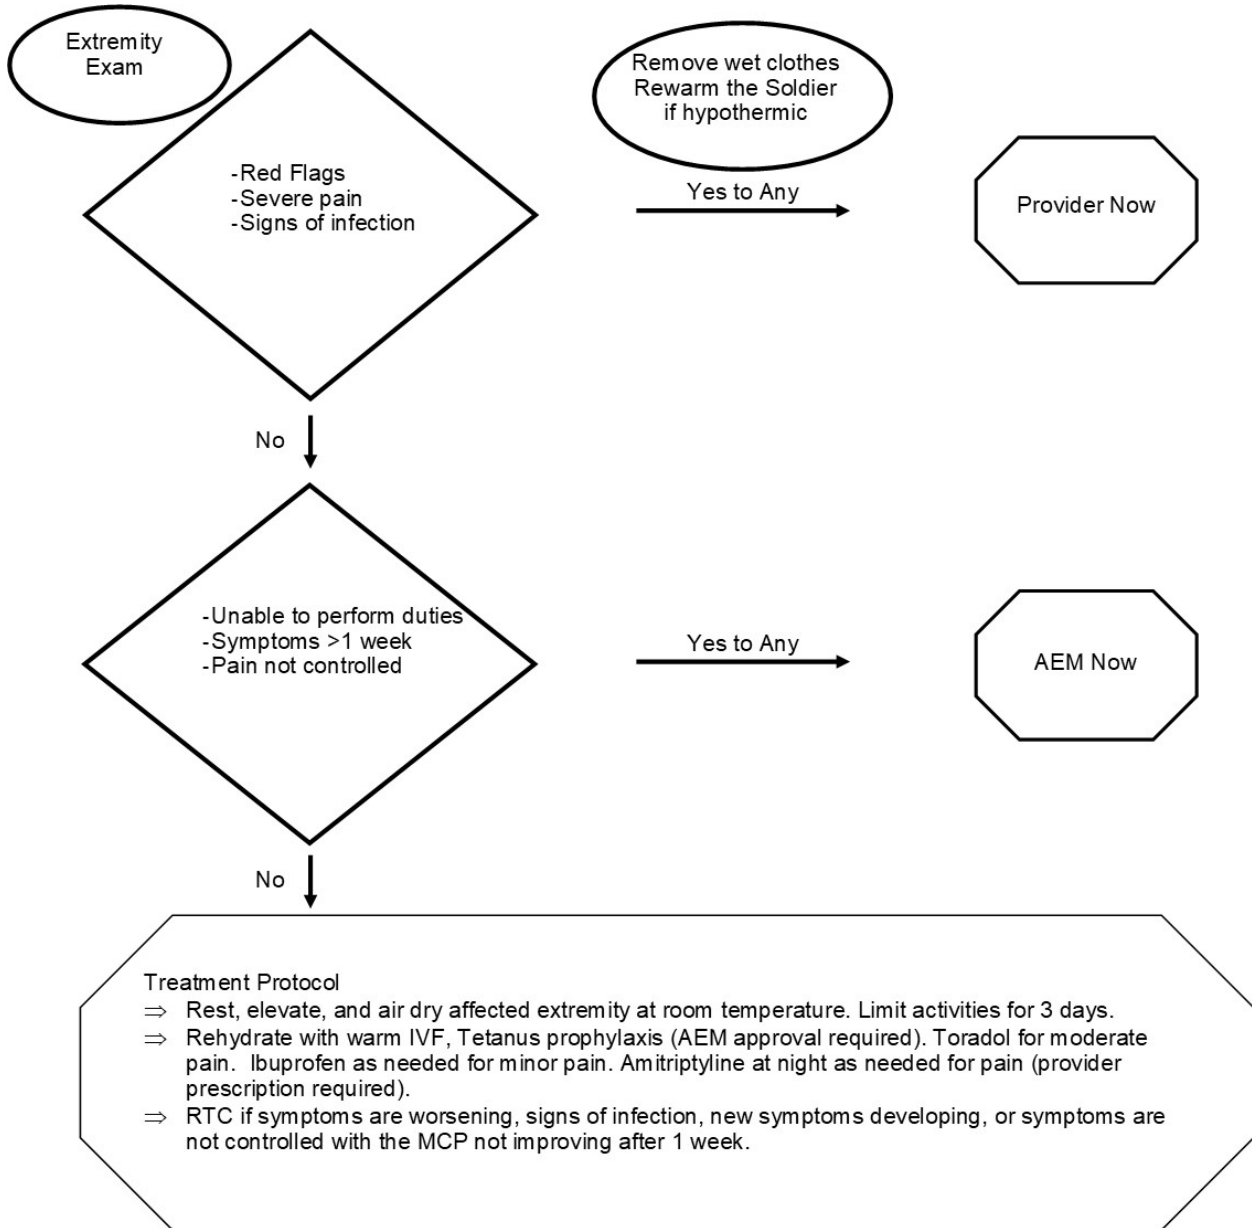 Extremity
Exam
Remove wet clothes
Rewarm the Soldier
if hypothermic
-Red Flags
-Severe pain
-Signs of infection
Yes to Any
Provider Now
No
-Unable to perform duties
-Symptoms >1 week
-Pain not controlled
Yes to Any
AEM Now
No
Treatment Protocol
⇒ Rest, elevate, and air dry affected extremity at room temperature. Limit activities for 3 days.
⇒ Rehydrate with warm IVF, Tetanus prophylaxis (AEM approval required). Toradol for moderate
pain.  Ibuprofen as needed for minor pain. Amitriptyline at night as needed for pain (provider
prescription required).
⇒ RTC if symptoms are worsening, signs of infection, new symptoms developing, or symptoms are
not controlled with the MCP not improving after 1 week.